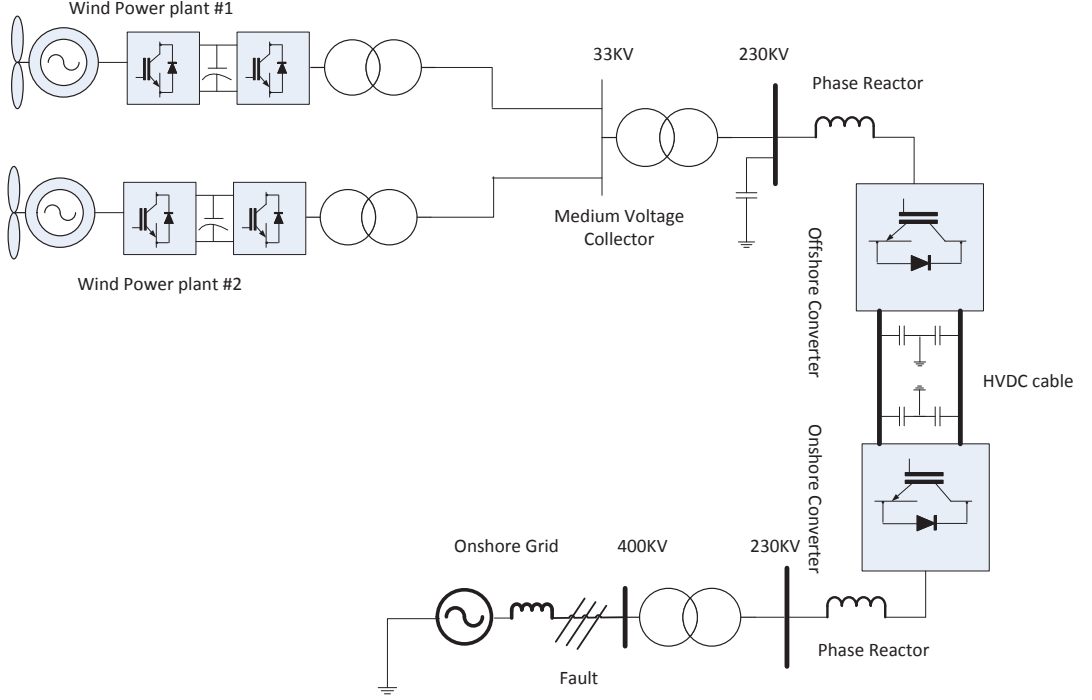 Wind Power plant #1
33KV
230KV
Phase Reactor
Medium Voltage
Collector
Wind Power plant #2
Offshore Converter
HVDC cable
Onshore Converter
Onshore Grid
400KV
230KV
Fault
Phase Reactor